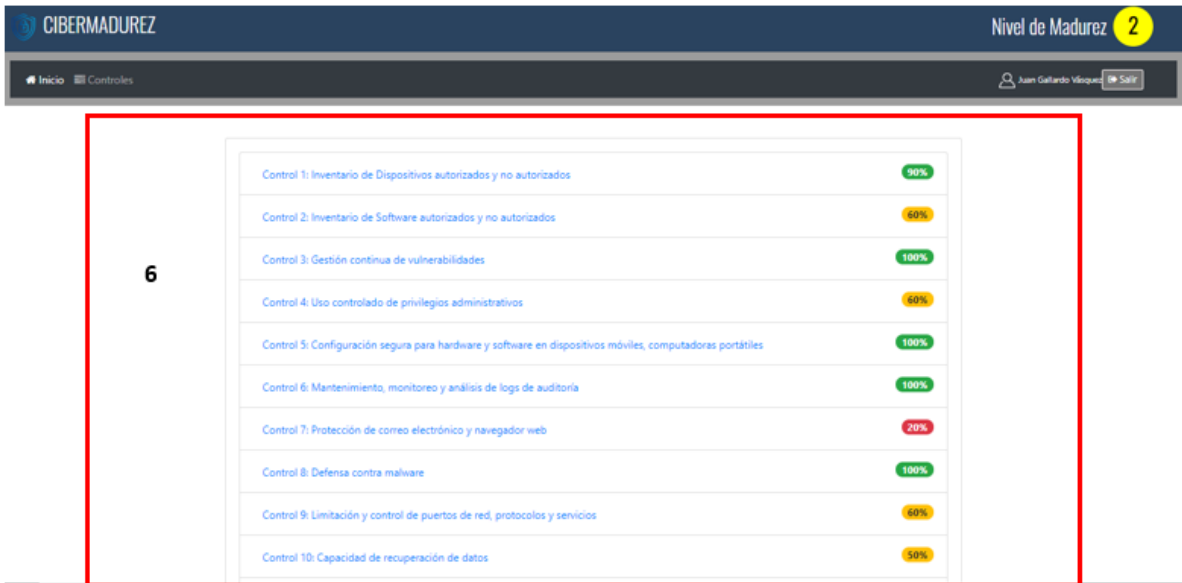 CIBERMADUREZ
Nivel de Madurez 2
Inicio Controles
Juan Gallardo Vásquez Salir
6
Control 1: Inventario de Dispositivos autorizados y no autorizados 90%
Control 2: Inventario de Software autorizados y no autorizados 60%
Control 3: Gestión continua de vulnerabilidades 100%
Control 4: Uso controlado de privilegios administrativos 60%
Control 5: Configuración segura para hardware y software en dispositivos móviles, computadoras portátiles 100%
Control 6: Mantenimiento, monitoreo y análisis de logs de auditoría 100%
Control 7: Protección de correo electrónico y navegador web 20%
Control 8: Defensa contra malware 100%
Control 9: Limitación y control de puertos de red, protocolos y servicios 60%
Control 10: Capacidad de recuperación de datos 50%